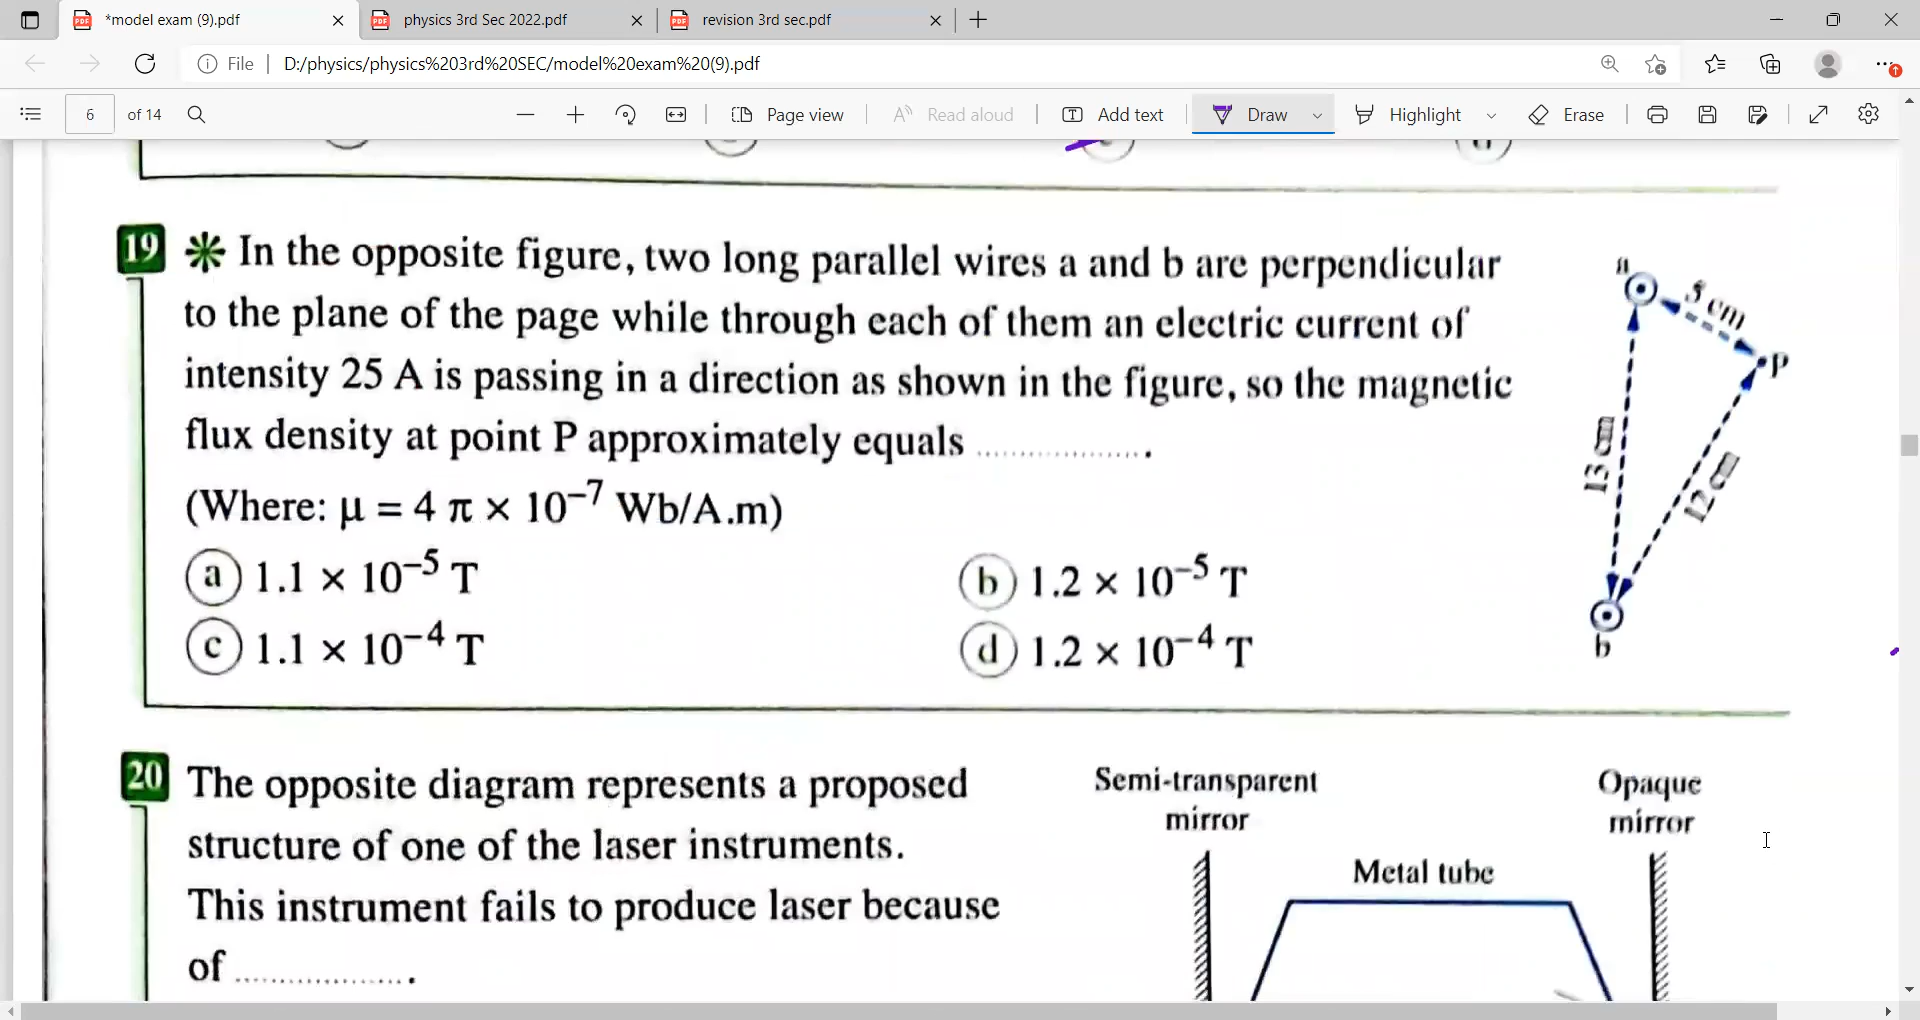 *model exam (9).pdf
physics 3rd Sec 2022.pdf
revision 3rd sec.pdf
File
D:/physics/physics%203rd%20SEC/model%20exam%20(9).pdf
6 of 14
Page view
Read aloud
Add text
Draw
Highlight
Erase
19 ✱ In the opposite figure, two long parallel wires a and b are perpendicular
to the plane of the page while through each of them an electric current of
intensity 25 A is passing in a direction as shown in the figure, so the magnetic
flux density at point P approximately equals ................... .
(Where: μ = 4 π × 10⁻⁷ Wb/A.m)
a 1.1 × 10⁻⁵ T
b 1.2 × 10⁻⁵ T
c 1.1 × 10⁻⁴ T
d 1.2 × 10⁻⁴ T
a
5 cm
P
13 cm
12 cm
b
20 The opposite diagram represents a proposed
structure of one of the laser instruments.
This instrument fails to produce laser because
of ................... .
Semi-transparent
mirror
Opaque
mirror
Metal tube